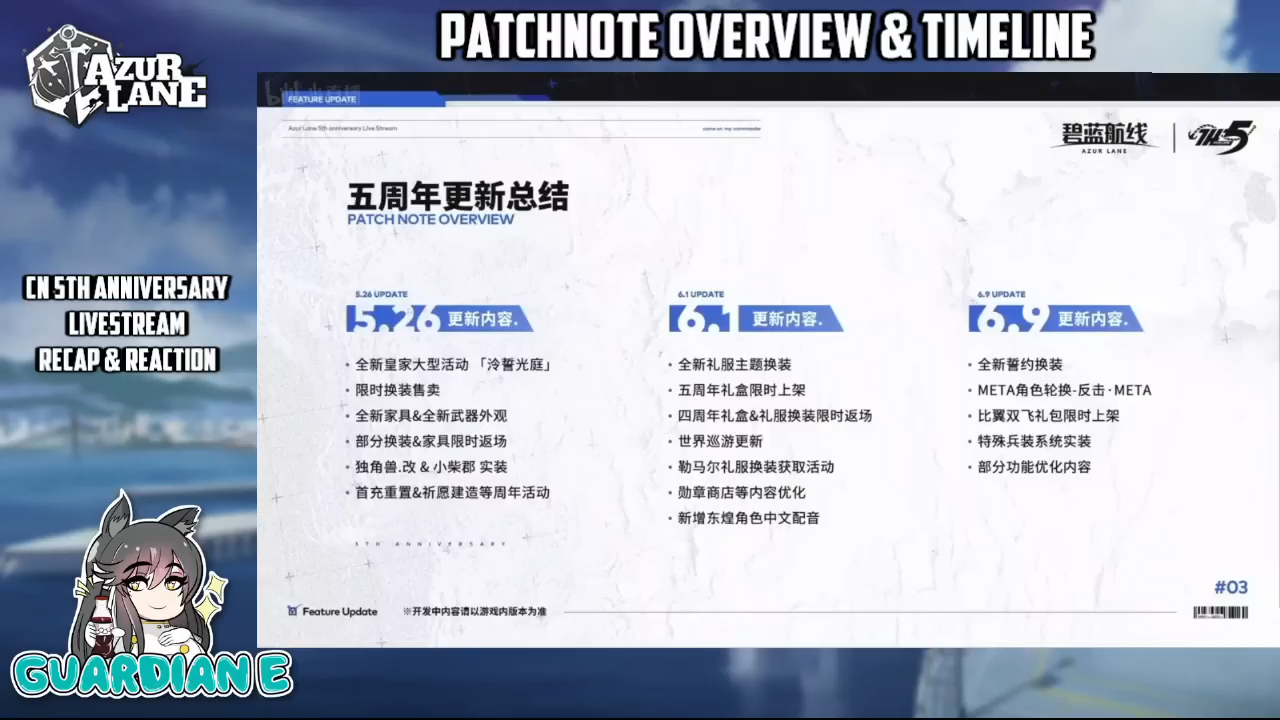 PATCHNOTE OVERVIEW & TIMELINE
AZUR
LANE
FEATURE UPDATE
Azur Lane 5th anniversary Live Stream
come on, my commander
碧蓝航线
AZUR LANE
TH5
五周年更新总结
PATCH NOTE OVERVIEW
CN 5TH ANNIVERSARY
LIVESTREAM
RECAP & REACTION
5.26 UPDATE
5.26 更新内容.
• 全新皇家大型活动 「泠誓光庭」
• 限时换装售卖
• 全新家具&全新武器外观
• 部分换装&家具限时返场
• 独角兽.改 & 小柴郡 实装
• 首充重置&祈愿建造等周年活动
5TH ANNIVERSARY
6.1 UPDATE
6.1 更新内容.
• 全新礼服主题换装
• 五周年礼盒限时上架
• 四周年礼盒&礼服换装限时返场
• 世界巡游更新
• 勒马尔礼服换装获取活动
• 勋章商店等内容优化
• 新增东煌角色中文配音
6.9 UPDATE
6.9 更新内容.
• 全新誓约换装
• META角色轮换-反击·META
• 比翼双飞礼包限时上架
• 特殊兵装系统实装
• 部分功能优化内容
#03
Feature Update
※开发中内容请以游戏内版本为准
GUARDIAN E